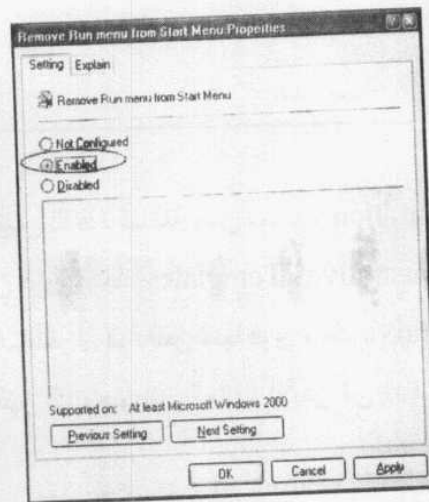 Remove Run menu from Start Menu Properties
Setting Explain
Remove Run menu from Start Menu
Not Configured
Enabled
Disabled
Supported on: At least Microsoft Windows 2000
Previous Setting Next Setting
OK Cancel Apply